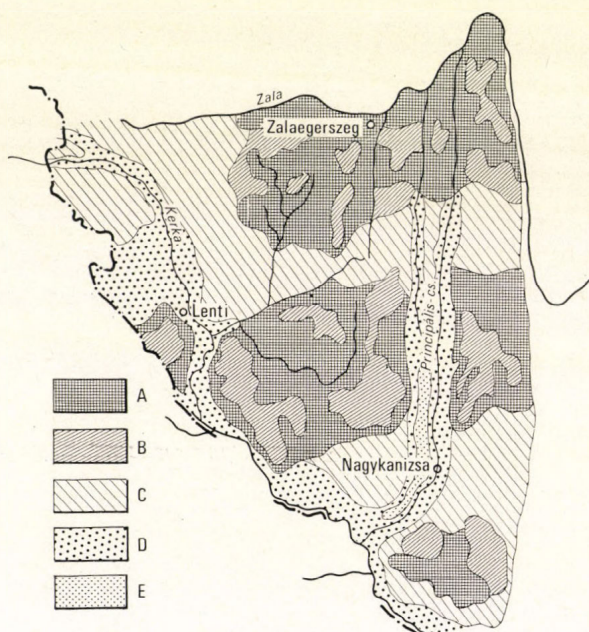 Zala
Zalaegerszeg
Kerka
Lenti
Principális cs.
Nagykanizsa
A
B
C
D
E